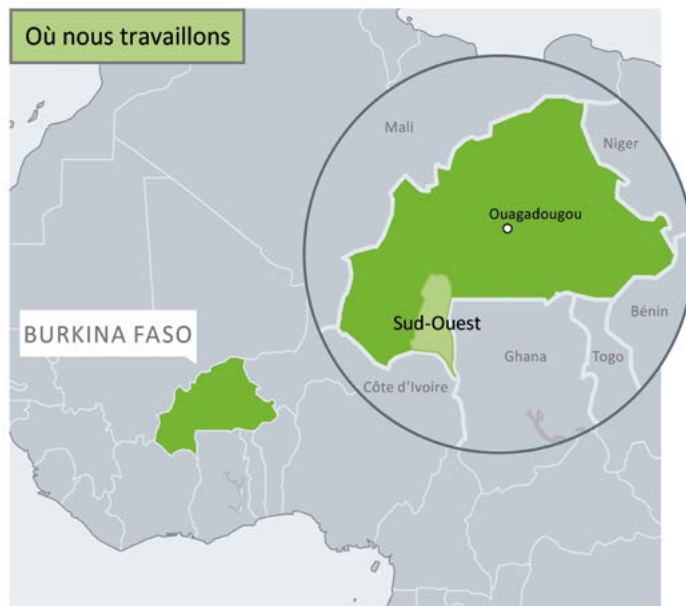 Où nous travaillons
Mali
Niger
Ouagadougou
Sud-Ouest
Bénin
BURKINA FASO
Ghana
Togo
Côte d'Ivoire